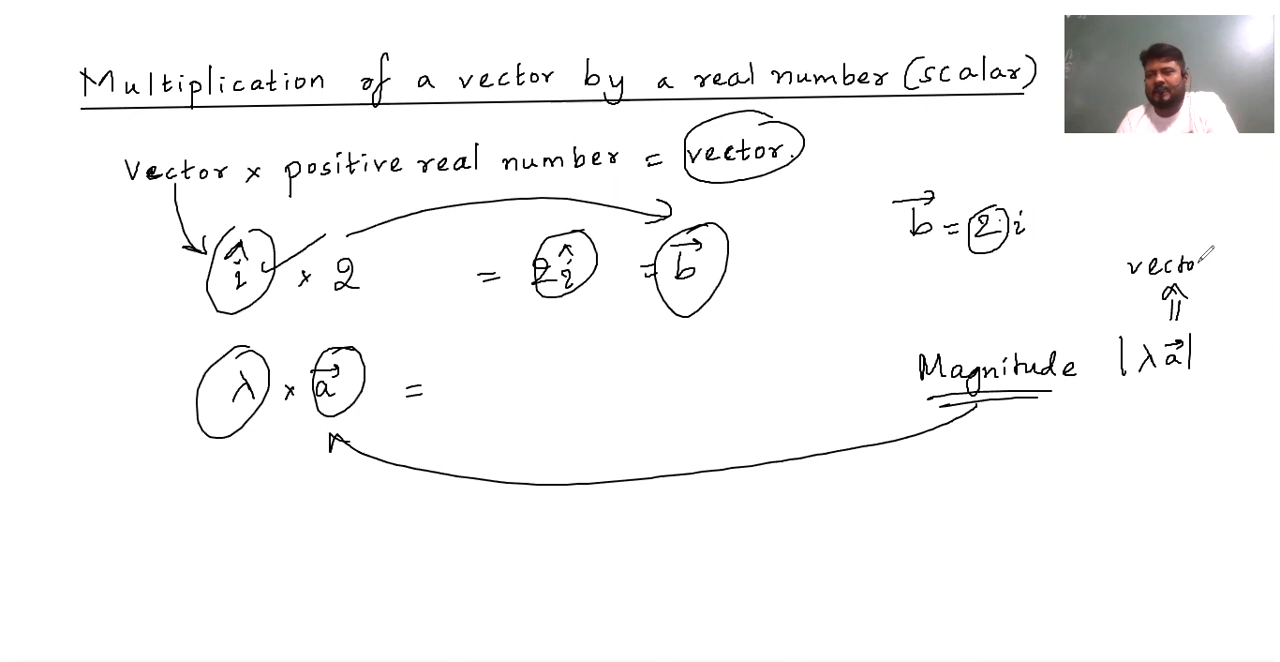 Multiplication of a vector by a real number (scalar)
Vector × positive real number = vector.
î × 2 = 2î = b⃗
b⃗ = 2i
vecto
⇑
λ × a⃗ =
Magnitude |λa⃗|